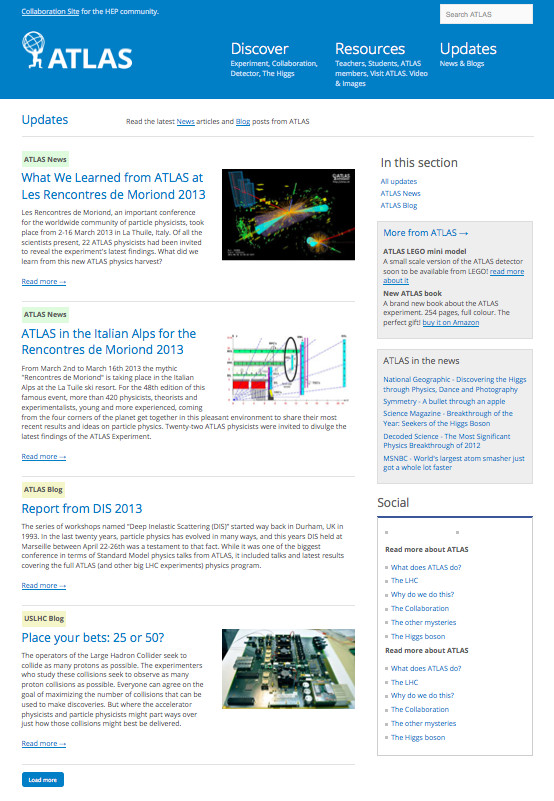 Collaboration Site for the HEP community.
Search ATLAS
ATLAS
Discover
Experiment, Collaboration,
Detector, The Higgs
Resources
Teachers, Students, ATLAS
members, Visit ATLAS. Video
& Images
Updates
News & Blogs
Updates
Read the latest News articles and Blog posts from ATLAS
ATLAS News
What We Learned from ATLAS at
Les Rencontres de Moriond 2013
Les Rencontres de Moriond, an important conference
for the worldwide community of particle physicists, took
place from 2-16 March 2013 in La Thuile, Italy. Of all the
scientists present, 22 ATLAS physicists had been invited
to reveal the experiment's latest findings. What did we
learn from this new ATLAS physics harvest?
Read more →
ATLAS News
ATLAS in the Italian Alps for the
Rencontres de Moriond 2013
From March 2nd to March 16th 2013 the mythic
"Rencontres de Moriond" is taking place in the Italian
Alps at the La Tuile ski resort. For the 48th edition of this
famous event, more than 420 physicists, theorists and
experimentalists, young and more experienced, coming
from the four corners of the planet get together in this pleasant environment to share their most
recent results and ideas on particle physics. Twenty-two ATLAS physicists were invited to divulge the
latest findings of the ATLAS Experiment.
Read more →
ATLAS Blog
Report from DIS 2013
The series of workshops named "Deep Inelastic Scattering (DIS)" started way back in Durham, UK in
1993. In the last twenty years, particle physics has evolved in many ways, and this years DIS held at
Marseille between April 22-26th was a testament to that fact. While it was one of the biggest
conference in terms of Standard Model physics talks from ATLAS, it included talks and latest results
covering the full ATLAS (and other big LHC experiments) physics program.
Read more →
USLHC Blog
Place your bets: 25 or 50?
The operators of the Large Hadron Collider seek to
collide as many protons as possible. The experimenters
who study these collisions seek to observe as many
proton collisions as possible. Everyone can agree on the
goal of maximizing the number of collisions that can be
used to make discoveries. But where the accelerator
physicists and particle physicists might part ways over
just how those collisions might best be delivered.
Read more →
Load more
In this section
All updates
ATLAS News
ATLAS Blog
More from ATLAS →
ATLAS LEGO mini model
A small scale version of the ATLAS detector
soon to be available from LEGO! read more
about it
New ATLAS book
A brand new book about the ATLAS
experiment. 254 pages, full colour. The
perfect gift! buy it on Amazon
ATLAS in the news
National Geographic - Discovering the Higgs
through Physics, Dance and Photography
Symmetry - A bullet through an apple
Science Magazine - Breakthrough of the
Year: Seekers of the Higgs Boson
Decoded Science - The Most Significant
Physics Breakthrough of 2012
MSNBC - World's largest atom smasher just
got a whole lot faster
Social
Read more about ATLAS
What does ATLAS do?
The LHC
Why do we do this?
The Collaboration
The other mysteries
The Higgs boson
Read more about ATLAS
What does ATLAS do?
The LHC
Why do we do this?
The Collaboration
The other mysteries
The Higgs boson